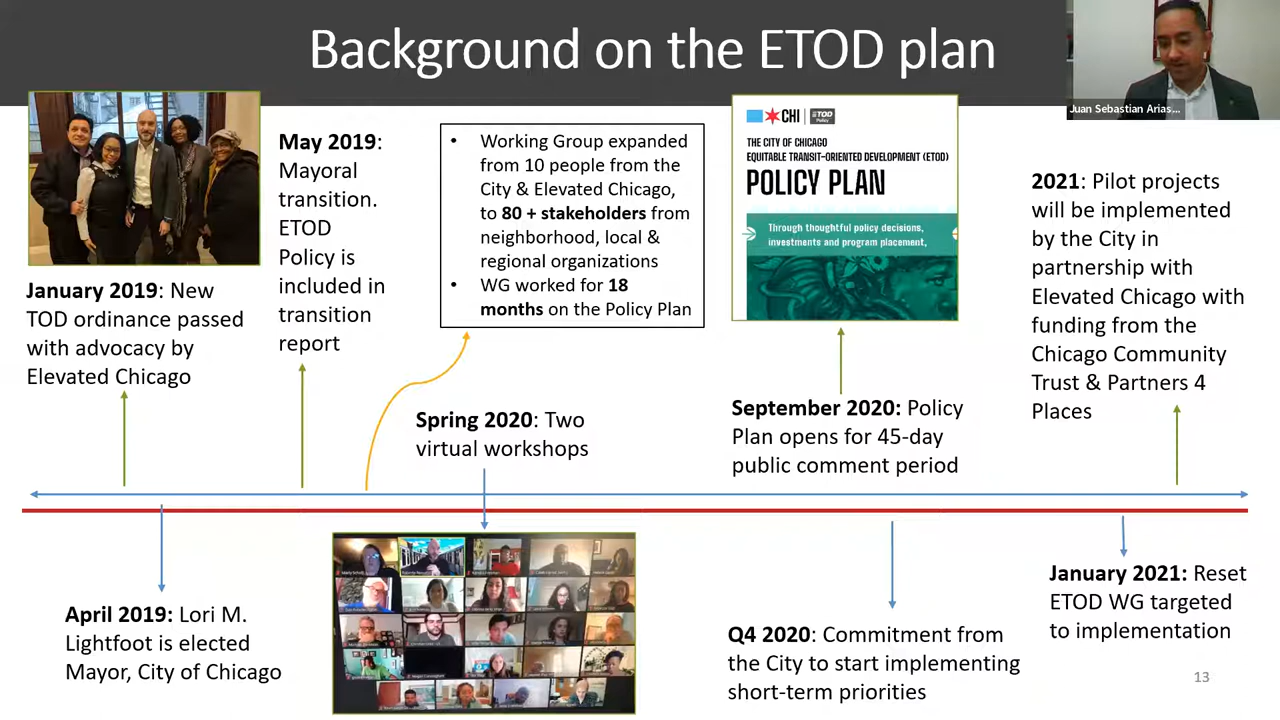 Background on the ETOD plan
Juan Sebastian Arias...
January 2019: New
TOD ordinance passed
with advocacy by
Elevated Chicago
May 2019:
Mayoral
transition.
ETOD
Policy is
included in
transition
report
• Working Group expanded
from 10 people from the
City & Elevated Chicago,
to 80 + stakeholders from
neighborhood, local &
regional organizations
• WG worked for 18
months on the Policy Plan
CHI
ETOD
Policy
THE CITY OF CHICAGO
EQUITABLE TRANSIT-ORIENTED DEVELOPMENT (ETOD)
POLICY PLAN
Through thoughtful policy decisions,
investments and program placement,
2021: Pilot projects
will be implemented
by the City in
partnership with
Elevated Chicago with
funding from the
Chicago Community
Trust & Partners 4
Places
Spring 2020: Two
virtual workshops
September 2020: Policy
Plan opens for 45-day
public comment period
April 2019: Lori M.
Lightfoot is elected
Mayor, City of Chicago
Q4 2020: Commitment from
the City to start implementing
short-term priorities
January 2021: Reset
ETOD WG targeted
to implementation
13